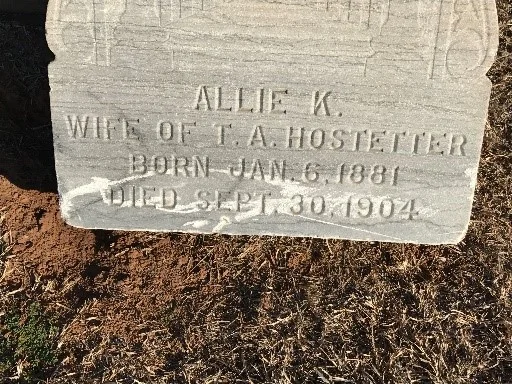 ALLIE K.
WIFE OF T. A. HOSTETTER
BORN JAN. 6, 1881
DIED SEPT. 30, 1904